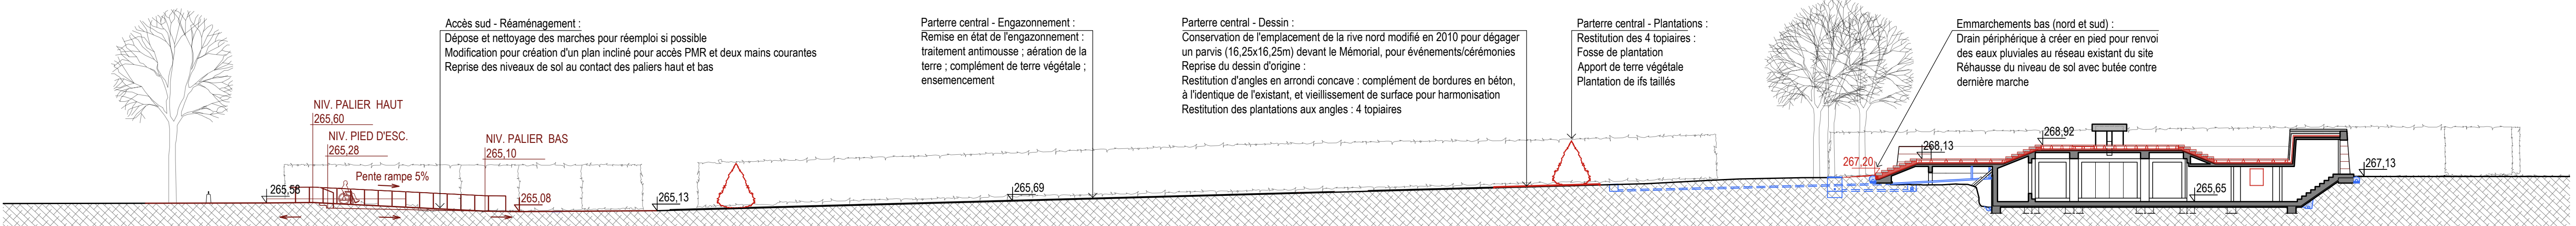 Accès sud - Réaménagement :
Dépose et nettoyage des marches pour réemploi si possible
Modification pour création d'un plan incliné pour accès PMR et deux mains courantes
Reprise des niveaux de sol au contact des paliers haut et bas
Parterre central - Engazonnement :
Remise en état de l'engazonnement :
traitement antimousse ; aération de la
terre ; complément de terre végétale ;
ensemencement
Parterre central - Dessin :
Conservation de l'emplacement de la rive nord modifié en 2010 pour dégager
un parvis (16,25x16,25m) devant le Mémorial, pour événements/cérémonies
Reprise du dessin d'origine :
Restitution d'angles en arrondi concave : complément de bordures en béton,
à l'identique de l'existant, et vieillissement de surface pour harmonisation
Restitution des plantations aux angles : 4 topiaires
Parterre central - Plantations :
Restitution des 4 topiaires :
Fosse de plantation
Apport de terre végétale
Plantation de ifs taillés
Emmarchements bas (nord et sud) :
Drain périphérique à créer en pied pour renvoi
des eaux pluviales au réseau existant du site
Réhausse du niveau de sol avec butée contre
dernière marche
NIV. PALIER HAUT
265,60
NIV. PIED D'ESC.
265,28
NIV. PALIER BAS
265,10
Pente rampe 5%
265,58
265,08
265,13
265,69
267,20
268,13
268,92
265,65
267,13